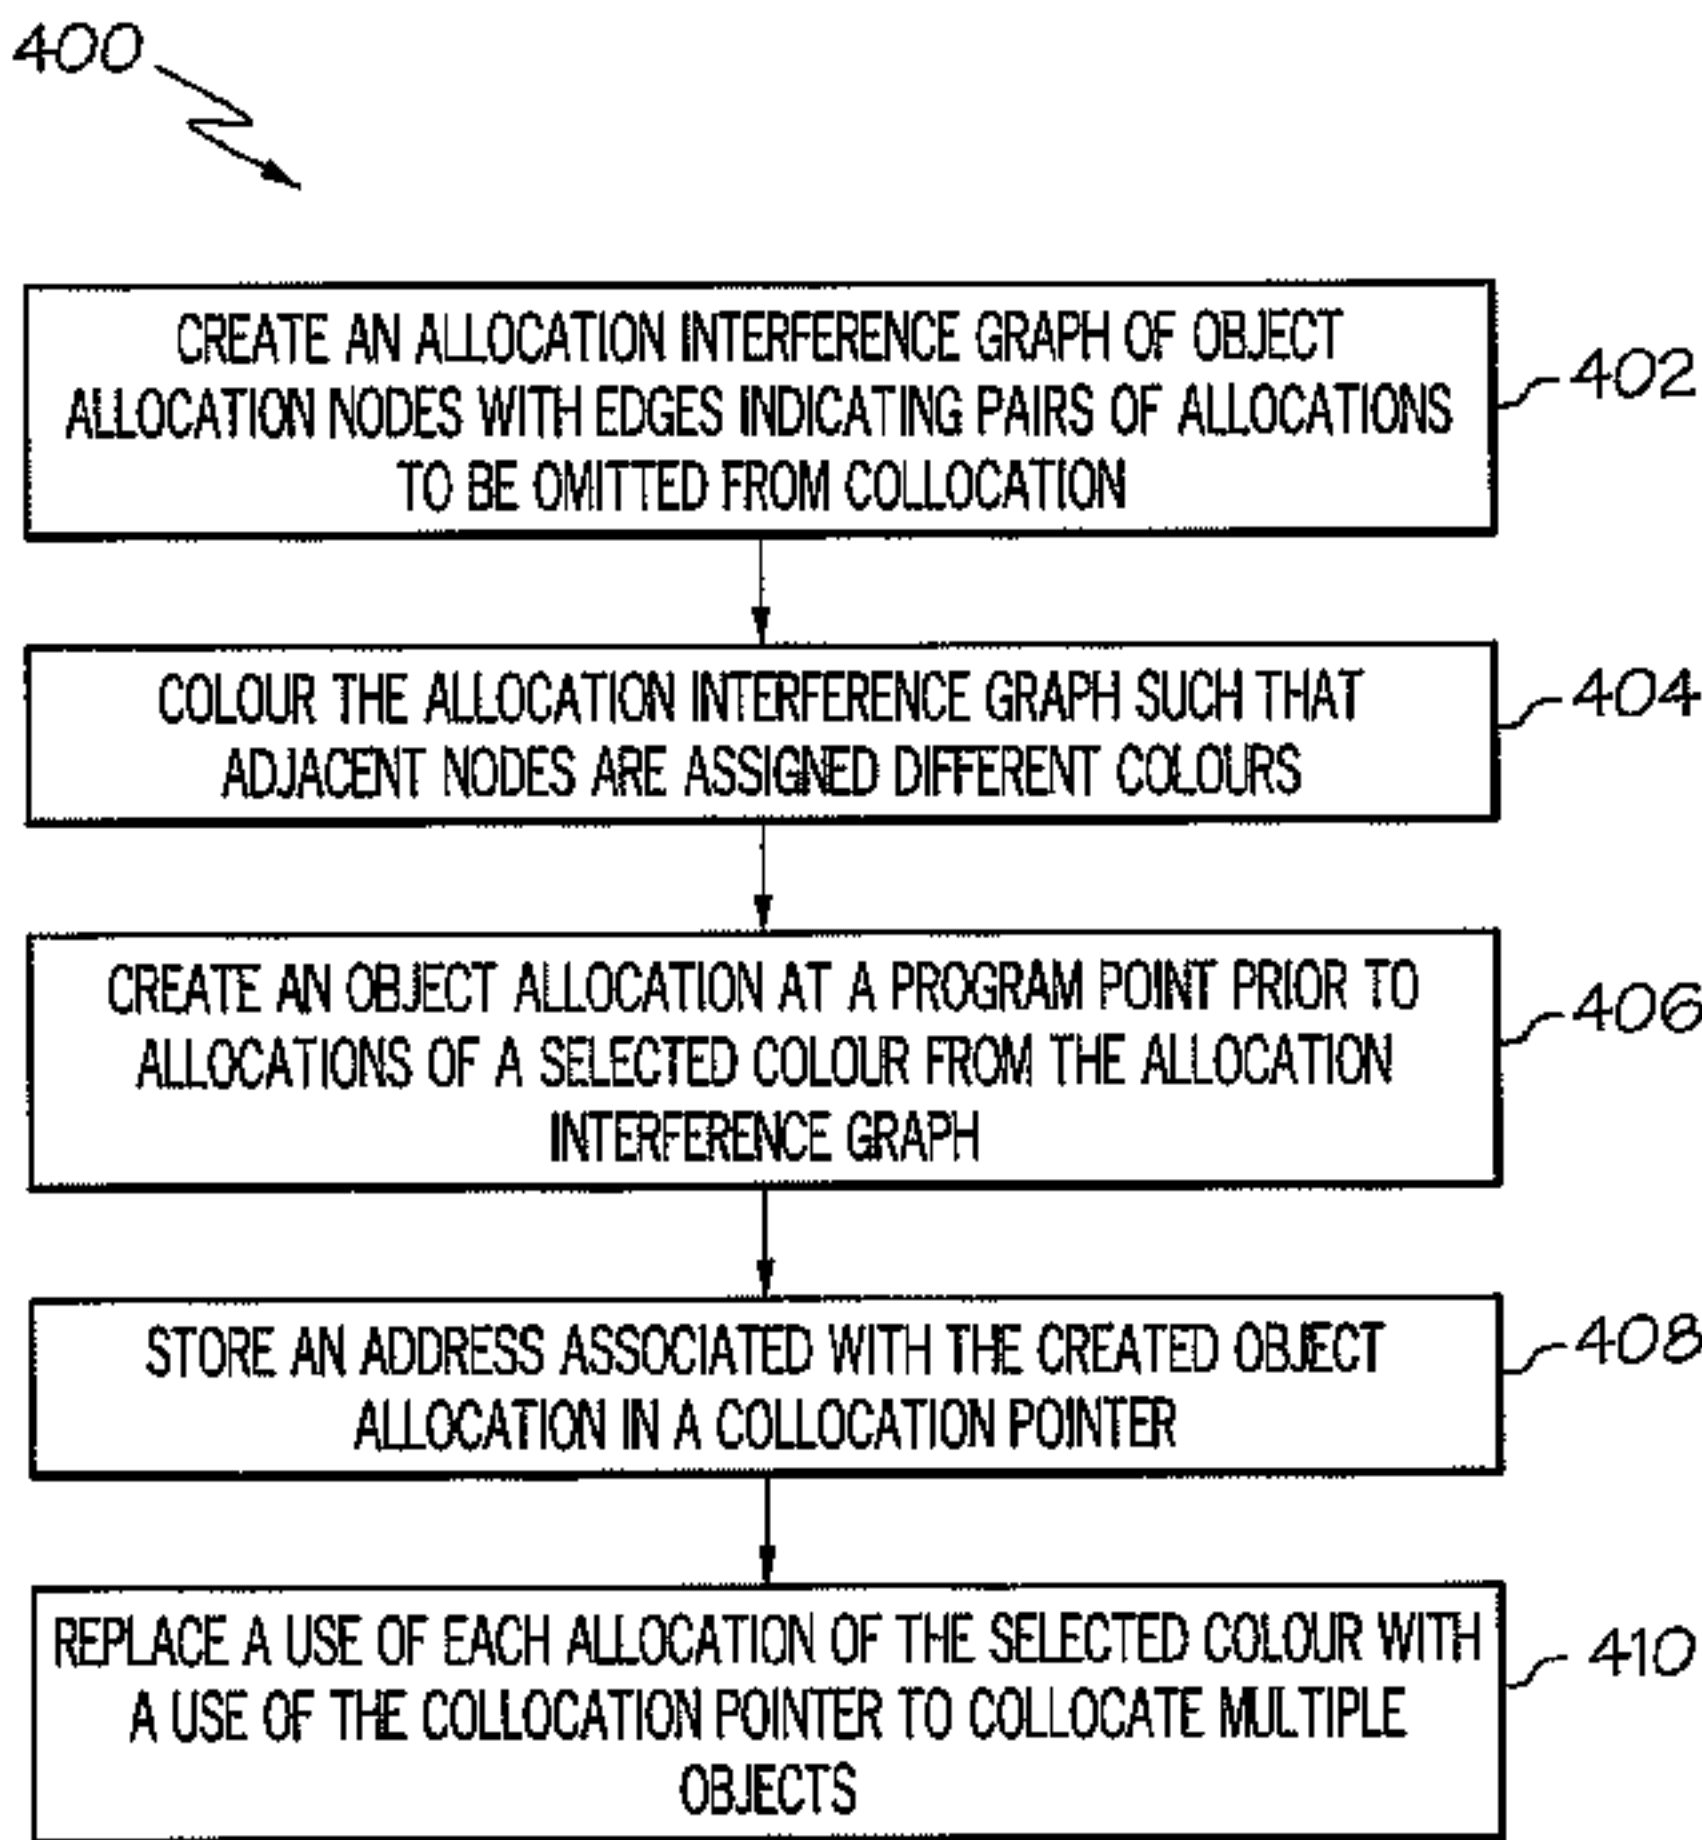 400
CREATE AN ALLOCATION INTERFERENCE GRAPH OF OBJECT
ALLOCATION NODES WITH EDGES INDICATING PAIRS OF ALLOCATIONS
TO BE OMITTED FROM COLLOCATION
402
COLOUR THE ALLOCATION INTERFERENCE GRAPH SUCH THAT
ADJACENT NODES ARE ASSIGNED DIFFERENT COLOURS
404
CREATE AN OBJECT ALLOCATION AT A PROGRAM POINT PRIOR TO
ALLOCATIONS OF A SELECTED COLOUR FROM THE ALLOCATION
INTERFERENCE GRAPH
406
STORE AN ADDRESS ASSOCIATED WITH THE CREATED OBJECT
ALLOCATION IN A COLLOCATION POINTER
408
REPLACE A USE OF EACH ALLOCATION OF THE SELECTED COLOUR WITH
A USE OF THE COLLOCATION POINTER TO COLLOCATE MULTIPLE
OBJECTS
410